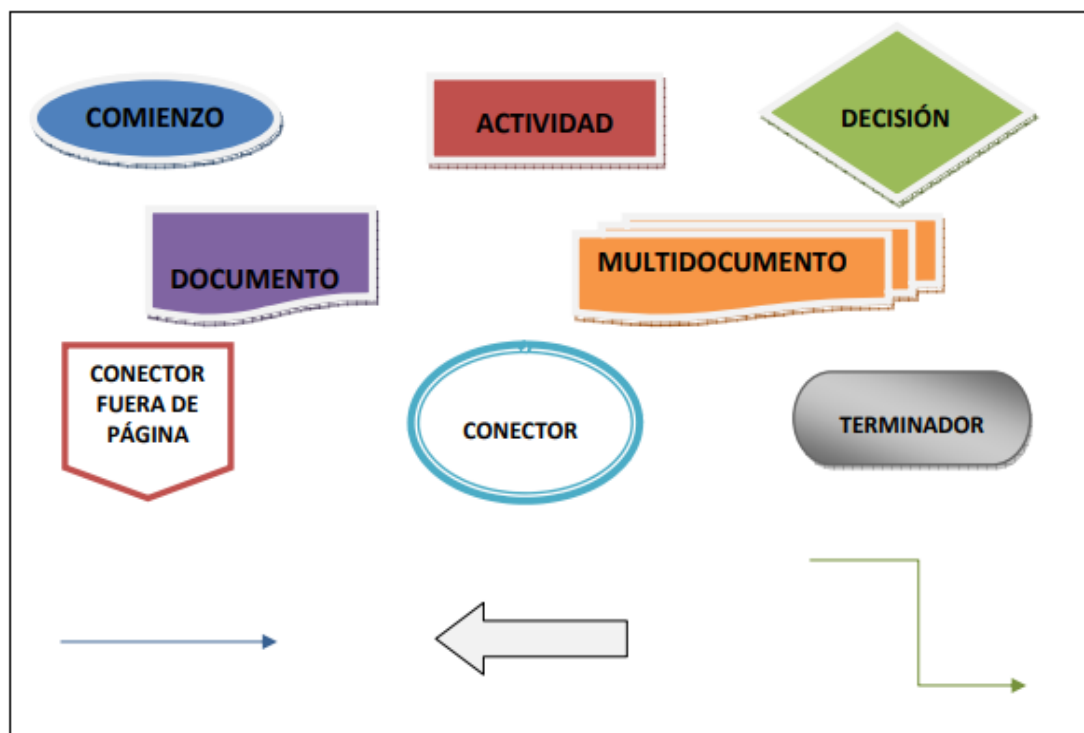 COMIENZO
ACTIVIDAD
DECISIÓN
DOCUMENTO
MULTIDOCUMENTO
CONECTOR
FUERA DE
PÁGINA
CONECTOR
TERMINADOR